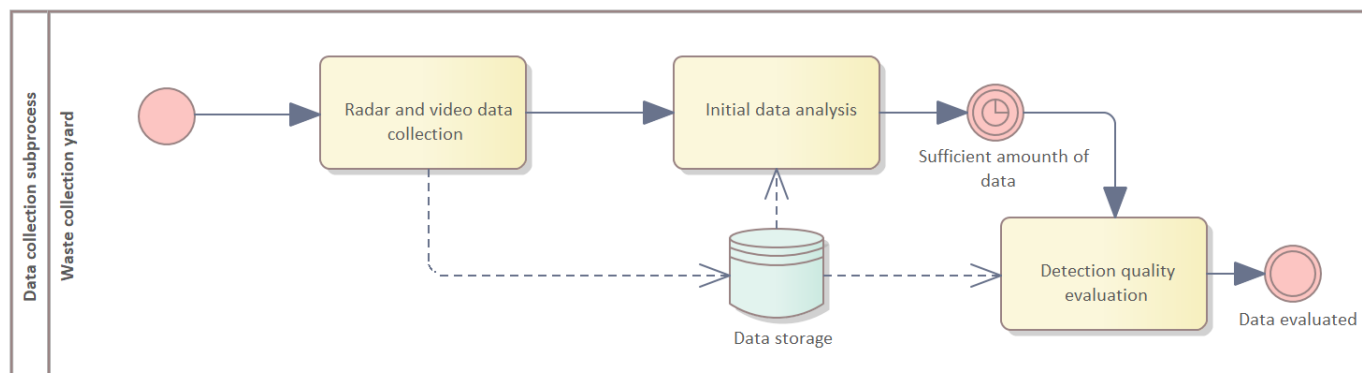 Data collection subprocess
Waste collection yard
Radar and video data
collection
Initial data analysis
Sufficient amounth of
data
Data storage
Detection quality
evaluation
Data evaluated